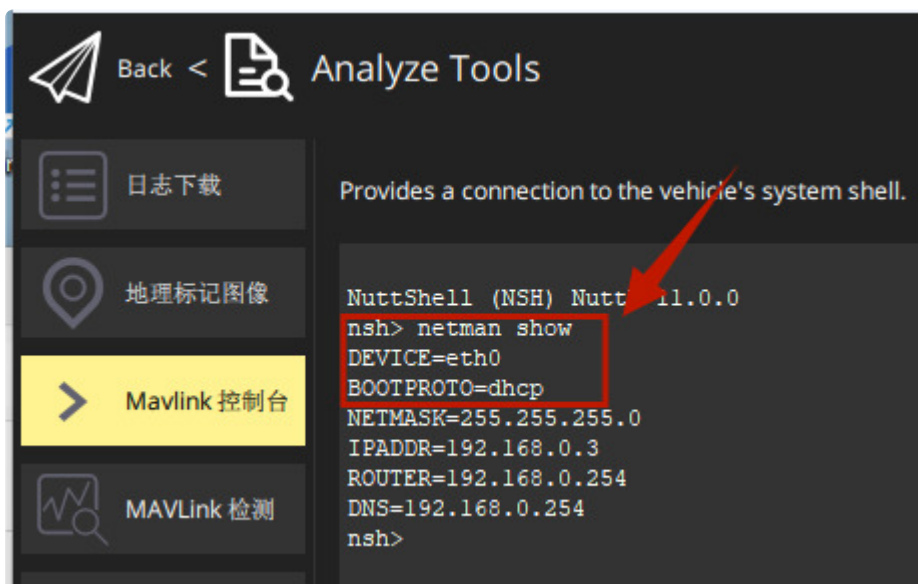 Back < Analyze Tools
日志下载
Provides a connection to the vehicle's system shell.
地理标记图像
NuttShell (NSH) Nutt 11.0.0
nsh> netman show
DEVICE=eth0
BOOTPROTO=dhcp
Mavlink 控制台
NETMASK=255.255.255.0
IPADDR=192.168.0.3
ROUTER=192.168.0.254
MAVLink 检测
DNS=192.168.0.254
nsh>